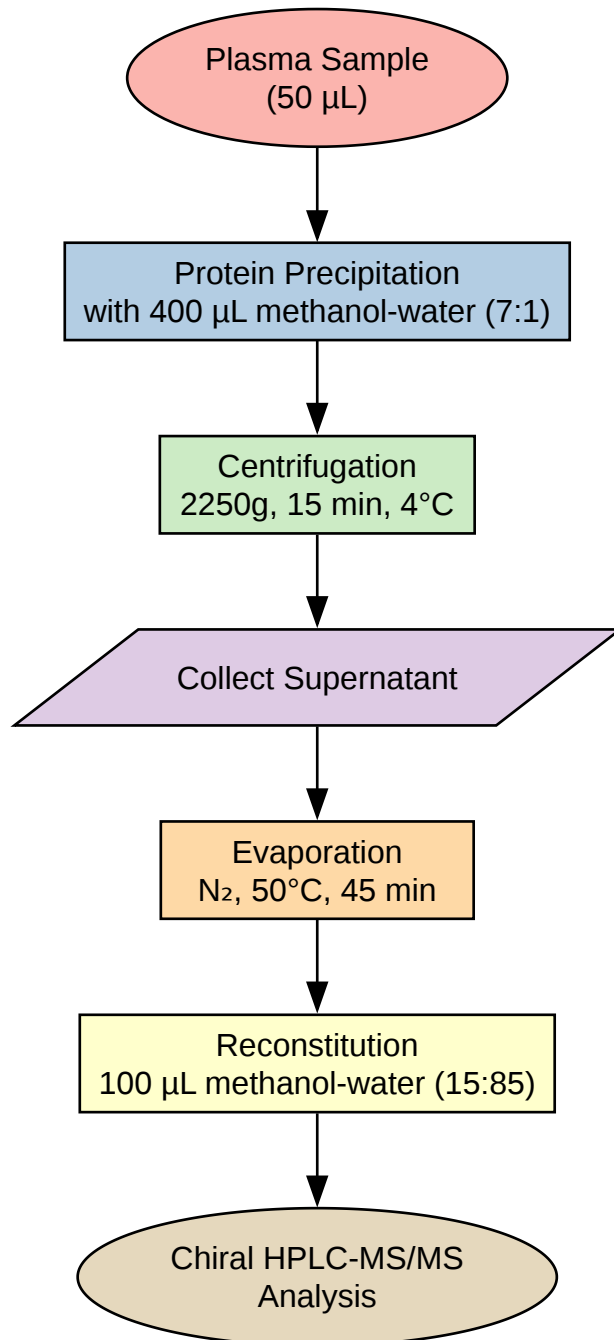 Plasma Sample
(50 µL)
Protein Precipitation
with 400 µL methanol-water (7:1)
Centrifugation
2250g, 15 min, 4°C
Collect Supernatant
Evaporation
N₂, 50°C, 45 min
Reconstitution
100 µL methanol-water (15:85)
Chiral HPLC-MS/MS
Analysis